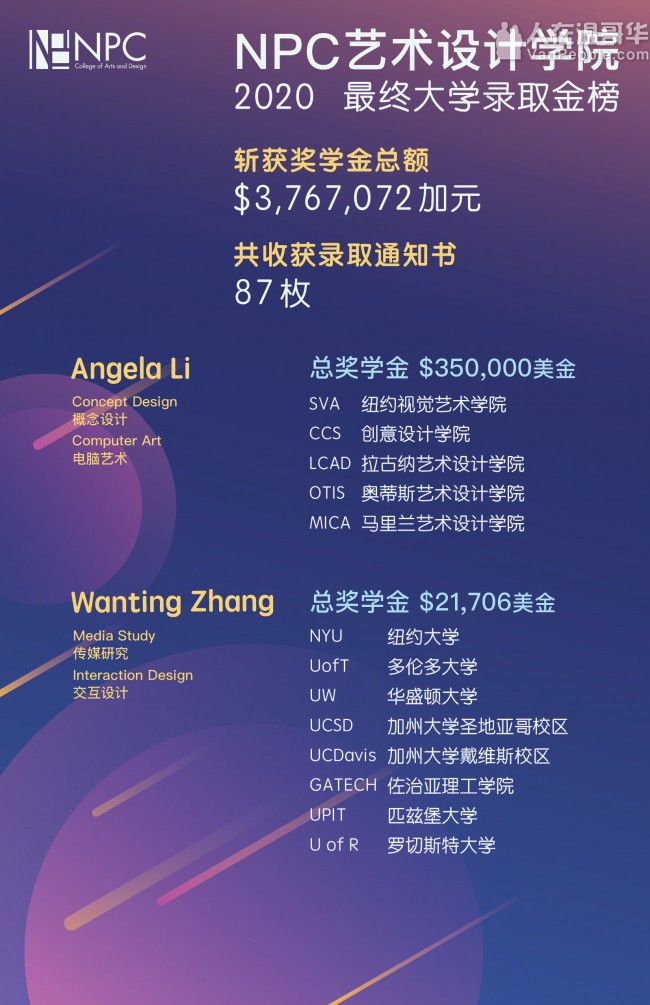 NPC
College of Arts and Design
人在温哥华
VanPeople.com
NPC艺术设计学院
2020 最终大学录取金榜
斩获奖学金总额
$3,767,072加元
共收获录取通知书
87枚
Angela Li
Concept Design
概念设计
Computer Art
电脑艺术
总奖学金 $350,000美金
SVA 纽约视觉艺术学院
CCS 创意设计学院
LCAD 拉古纳艺术设计学院
OTIS 奥蒂斯艺术设计学院
MICA 马里兰艺术设计学院
Wanting Zhang
Media Study
传媒研究
Interaction Design
交互设计
总奖学金 $21,706美金
NYU 纽约大学
UofT 多伦多大学
UW 华盛顿大学
UCSD 加州大学圣地亚哥校区
UCDavis 加州大学戴维斯校区
GATECH 佐治亚理工学院
UPIT 匹兹堡大学
U of R 罗切斯特大学